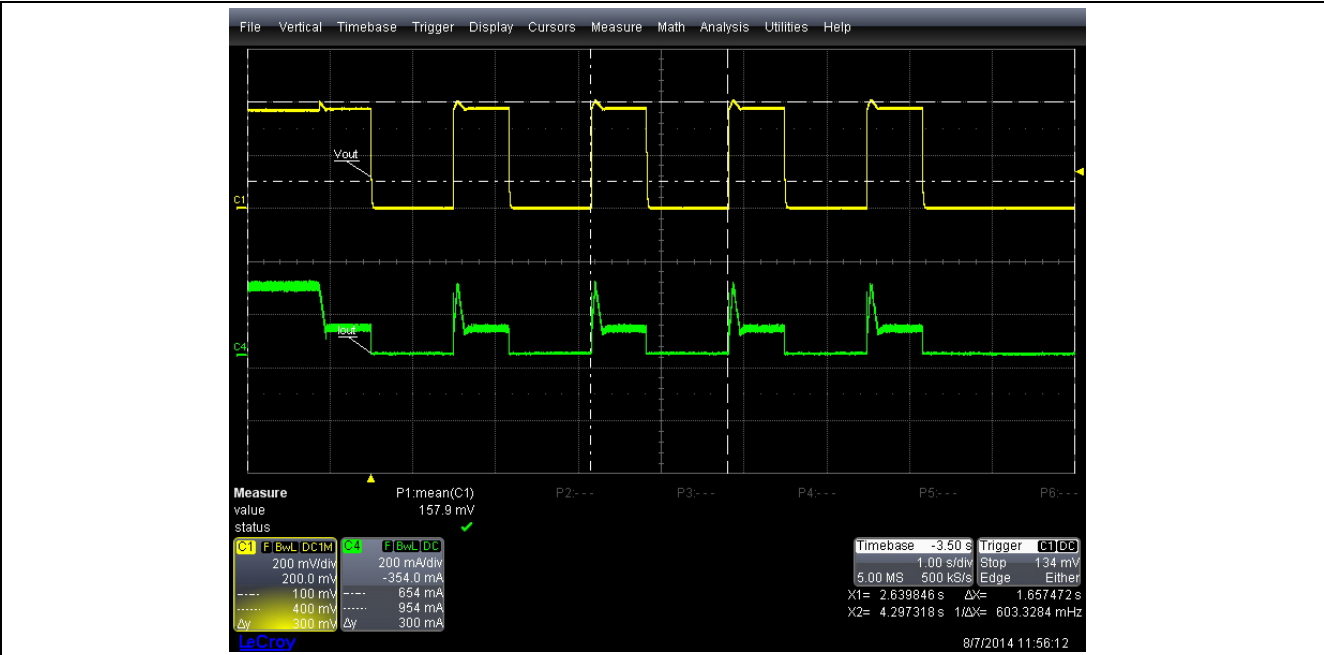 File Vertical Timebase Trigger Display Cursors Measure Math Analysis Utilities Help
Vout
C1
Iout
C4
Measure P1:mean(C1) P2:--- P3:--- P4:--- P5:--- P6:---
value 157.9 mV
status
C1 F BwL DC1M C4 F BwL DC
200 mV/div 200 mA/div
200.0 mV -354.0 mA
100 mV 654 mA
400 mV 954 mA
Δy 300 mV Δy 300 mA
Timebase -3.50 s Trigger C1 DC
1.00 s/div Stop 134 mV
5.00 MS 500 kS/s Edge Either
X1= 2.639846 s ΔX= 1.657472 s
X2= 4.297318 s 1/ΔX= 603.3284 mHz
LeCroy 8/7/2014 11:56:12